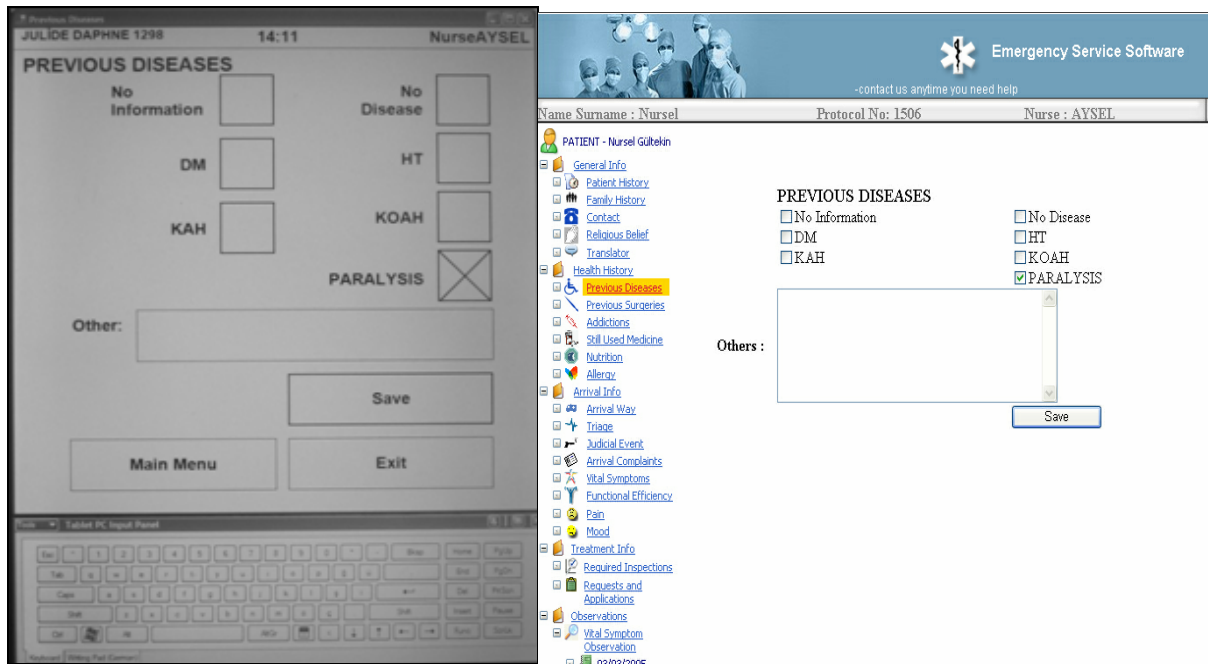 Previous Diseases
JULİDE DAPHNE 1298 14:11 NurseAYSEL
PREVIOUS DISEASES
No Information
No Disease
DM
HT
KAH
KOAH
PARALYSIS
Other:
Save
Main Menu
Exit
Tablet PC Input Panel
Emergency Service Software
-contact us anytime you need help
Name Surname : Nursel Protocol No: 1506 Nurse : AYSEL
PATIENT - Nursel Gültekin
General Info
Patient History
Family History
Contact
Religious Belief
Translator
Health History
Previous Diseases
Previous Surgeries
Addictions
Still Used Medicine
Nutrition
Allergy
Arrival Info
Arrival Way
Triage
Judicial Event
Arrival Complaints
Vital Symptoms
Functional Efficiency
Pain
Mood
Treatment Info
Required Inspections
Requests and
Applications
Observations
Vital Symptom
Observation
PREVIOUS DISEASES
No Information No Disease
DM HT
KAH KOAH
PARALYSIS
Others :
Save